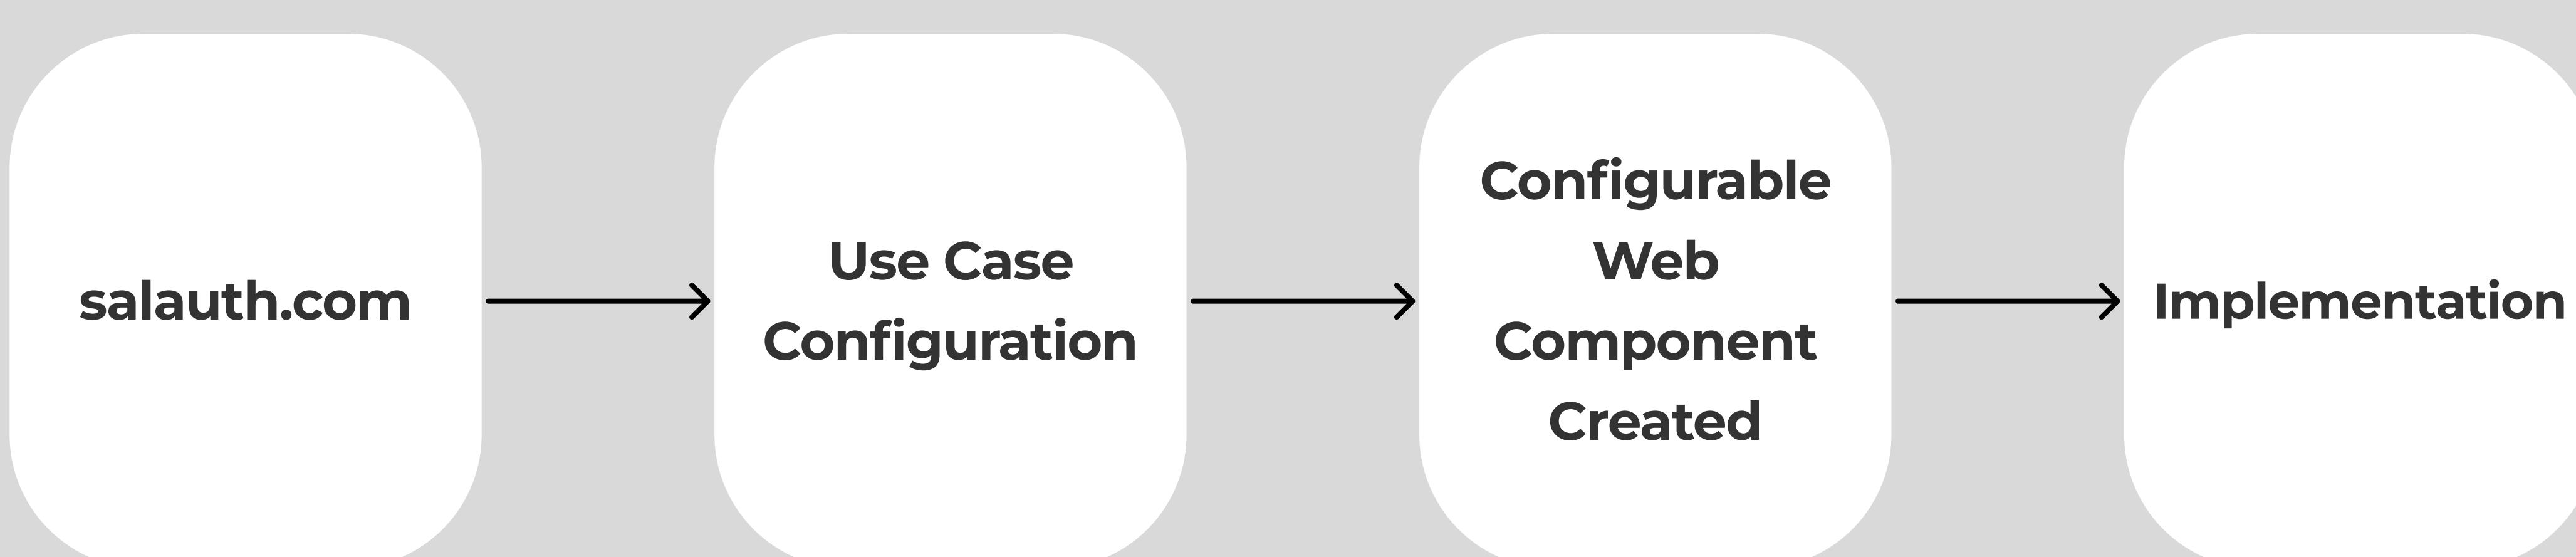 salauth.com
Use Case
Configuration
Configurable
Web
Component
Created
Implementation